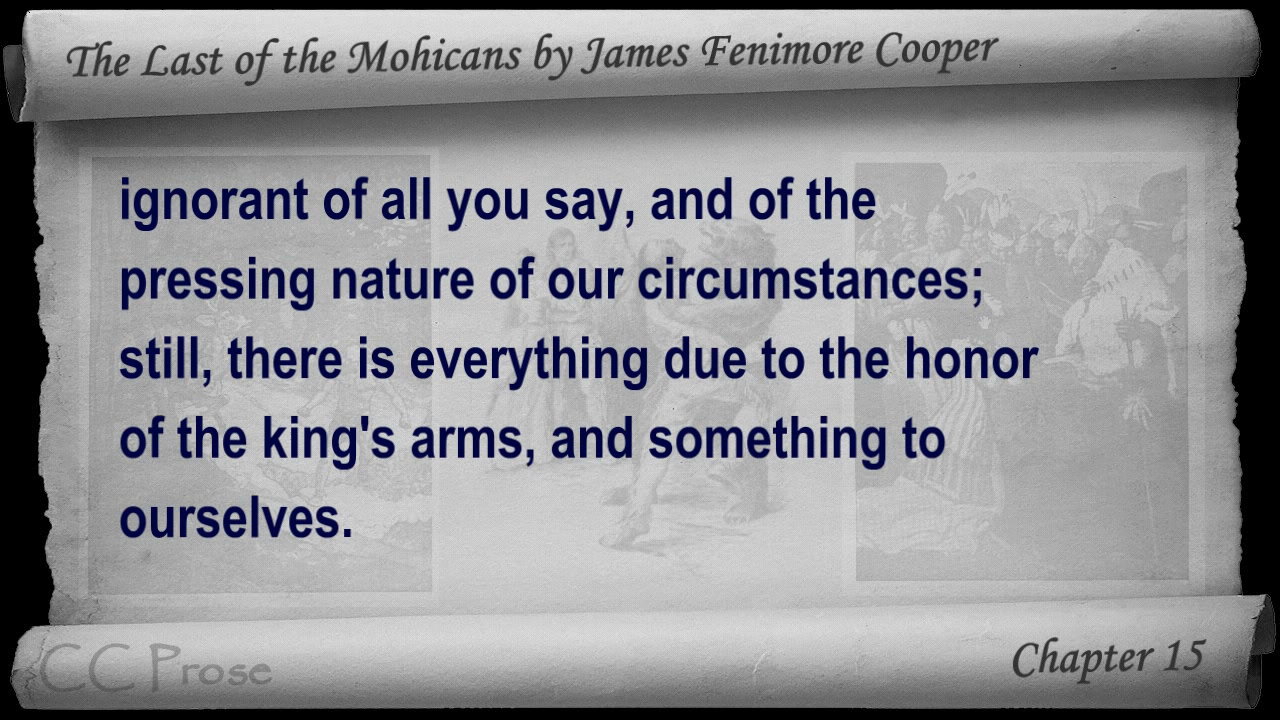 The Last of the Mohicans by James Fenimore Cooper
ignorant of all you say, and of the
pressing nature of our circumstances;
still, there is everything due to the honor
of the king's arms, and something to
ourselves.
CC Prose
Chapter 15